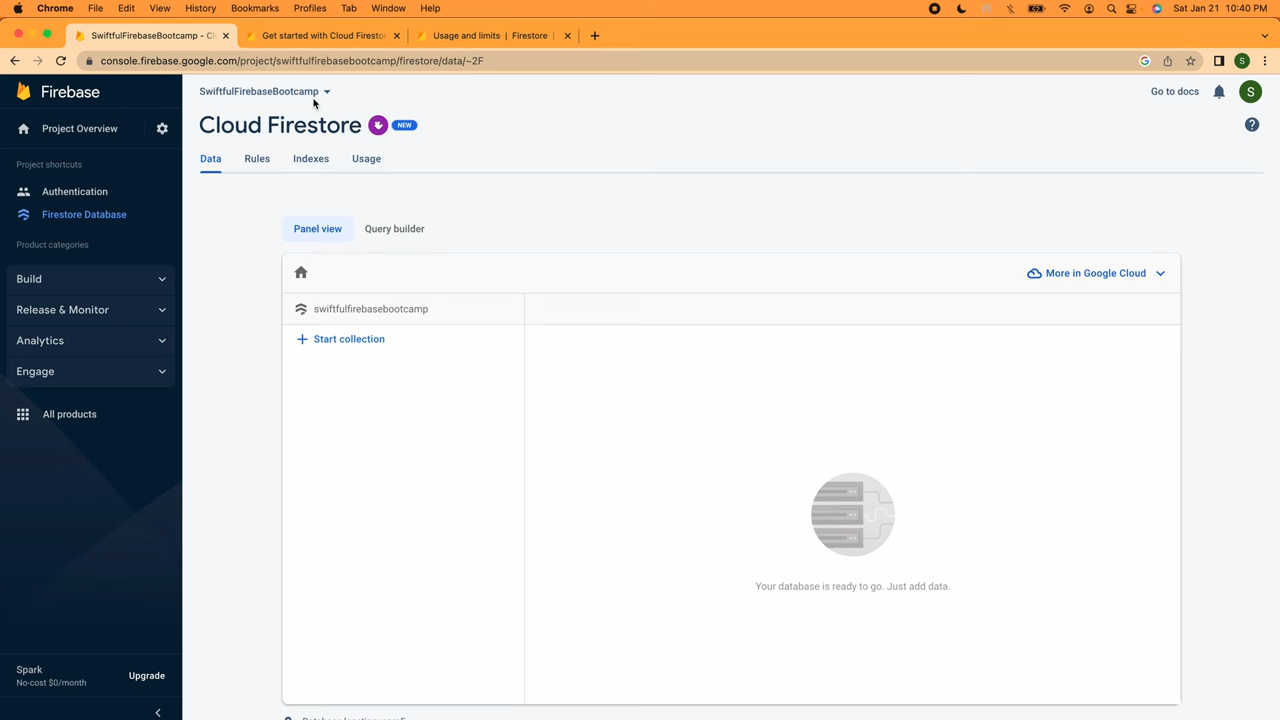 Chrome File Edit View History Bookmarks Profiles Tab Window Help Sat Jan 21 10:40 PM
SwiftfulFirebaseBootcamp - Cl
Get started with Cloud Firesto
Usage and limits | Firestore
console.firebase.google.com/project/swiftfulfirebasebootcamp/firestore/data/~2F
S
Firebase
SwiftfulFirebaseBootcamp
Go to docs
S
Project Overview
Cloud Firestore
NEW
Data
Rules
Indexes
Usage
Project shortcuts
Authentication
Firestore Database
Product categories
Build
Release & Monitor
Analytics
Engage
All products
Panel view
Query builder
More in Google Cloud
swiftfulfirebasebootcamp
Start collection
Your database is ready to go. Just add data.
Spark
No-cost $0/month
Upgrade